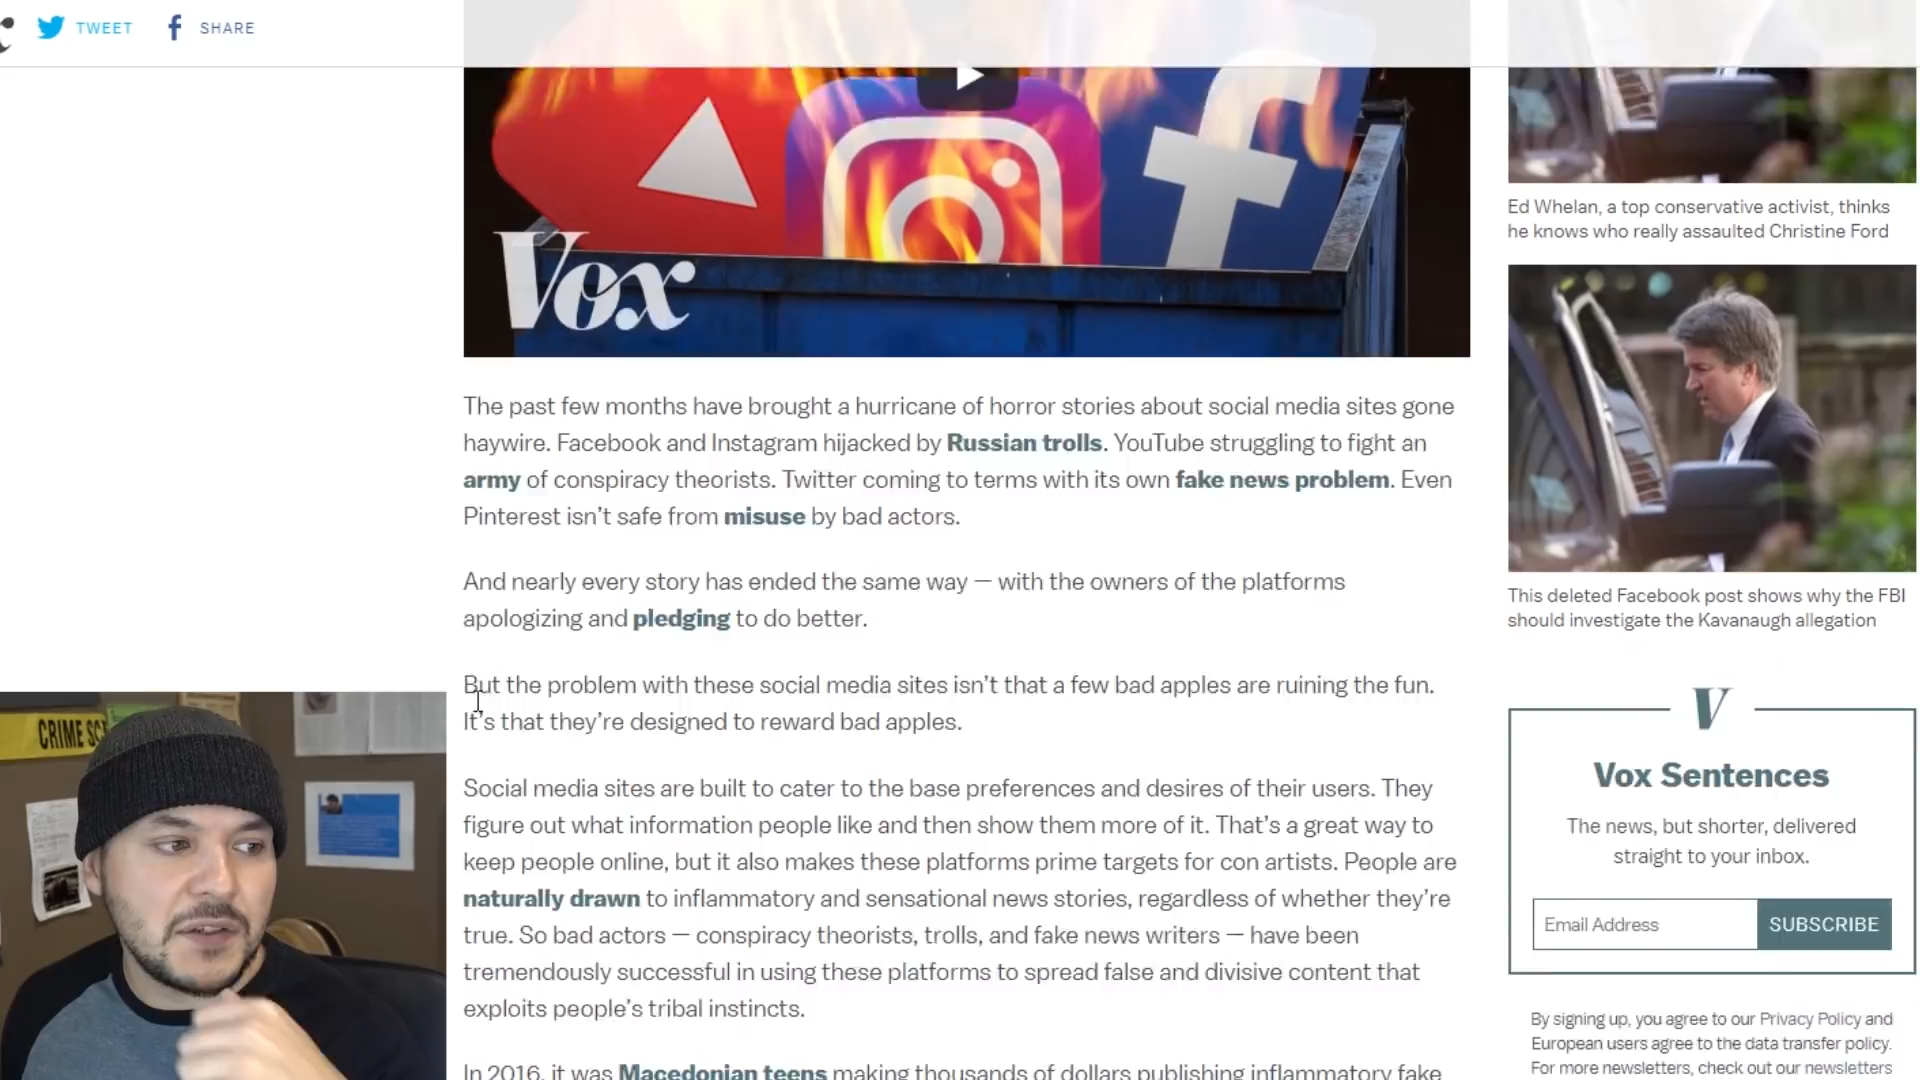 TWEET
SHARE
Vox
The past few months have brought a hurricane of horror stories about social media sites gone
haywire. Facebook and Instagram hijacked by Russian trolls. YouTube struggling to fight an
army of conspiracy theorists. Twitter coming to terms with its own fake news problem. Even
Pinterest isn’t safe from misuse by bad actors.
And nearly every story has ended the same way — with the owners of the platforms
apologizing and pledging to do better.
But the problem with these social media sites isn’t that a few bad apples are ruining the fun.
It’s that they’re designed to reward bad apples.
Social media sites are built to cater to the base preferences and desires of their users. They
figure out what information people like and then show them more of it. That’s a great way to
keep people online, but it also makes these platforms prime targets for con artists. People are
naturally drawn to inflammatory and sensational news stories, regardless of whether they’re
true. So bad actors — conspiracy theorists, trolls, and fake news writers — have been
tremendously successful in using these platforms to spread false and divisive content that
exploits people’s tribal instincts.
In 2016, it was Macedonian teens making thousands of dollars publishing inflammatory fake
Ed Whelan, a top conservative activist, thinks
he knows who really assaulted Christine Ford
This deleted Facebook post shows why the FBI
should investigate the Kavanaugh allegation
V
Vox Sentences
The news, but shorter, delivered
straight to your inbox.
Email Address
SUBSCRIBE
By signing up, you agree to our Privacy Policy and
European users agree to the data transfer policy.
For more newsletters, check out our newsletters
CRIME SC